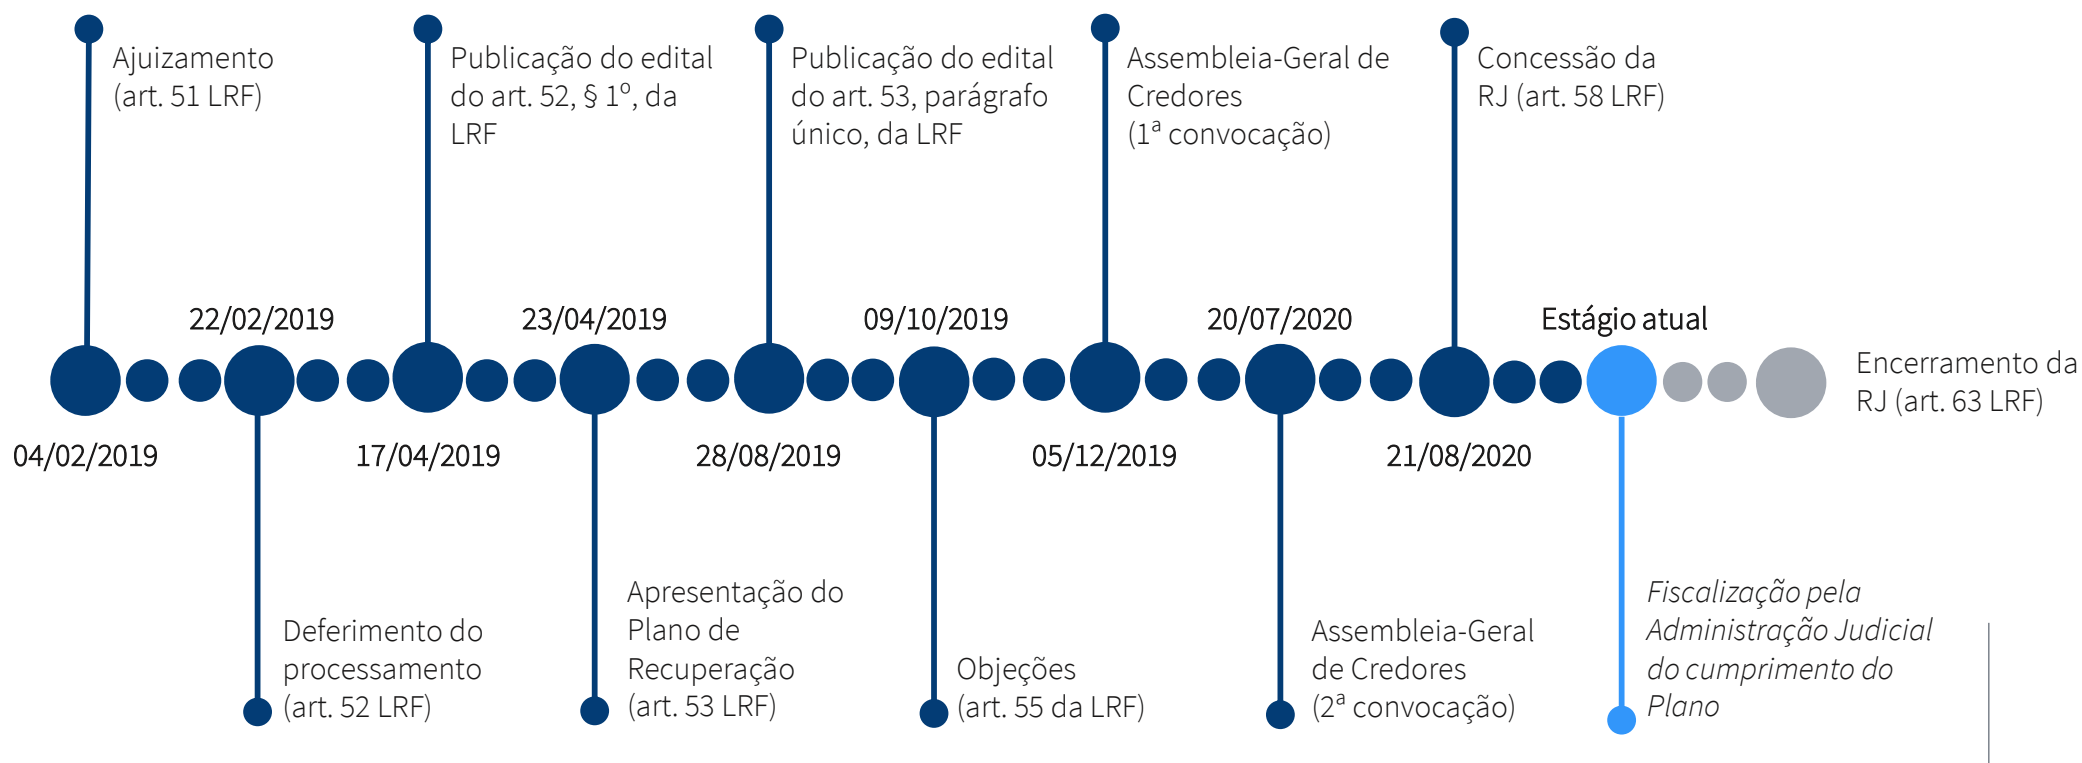 Ajuizamento
(art. 51 LRF)
Publicação do edital
do art. 52, § 1º, da
LRF
Publicação do edital
do art. 53, parágrafo
único, da LRF
Assembleia-Geral de
Credores
(1ª convocação)
Concessão da
RJ (art. 58 LRF)
22/02/2019
23/04/2019
09/10/2019
20/07/2020
Estágio atual
Encerramento da
RJ (art. 63 LRF)
04/02/2019
17/04/2019
28/08/2019
05/12/2019
21/08/2020
Deferimento do
processamento
(art. 52 LRF)
Apresentação do
Plano de
Recuperação
(art. 53 LRF)
Objeções
(art. 55 da LRF)
Assembleia-Geral
de Credores
(2ª convocação)
Fiscalização pela
Administração Judicial
do cumprimento do
Plano